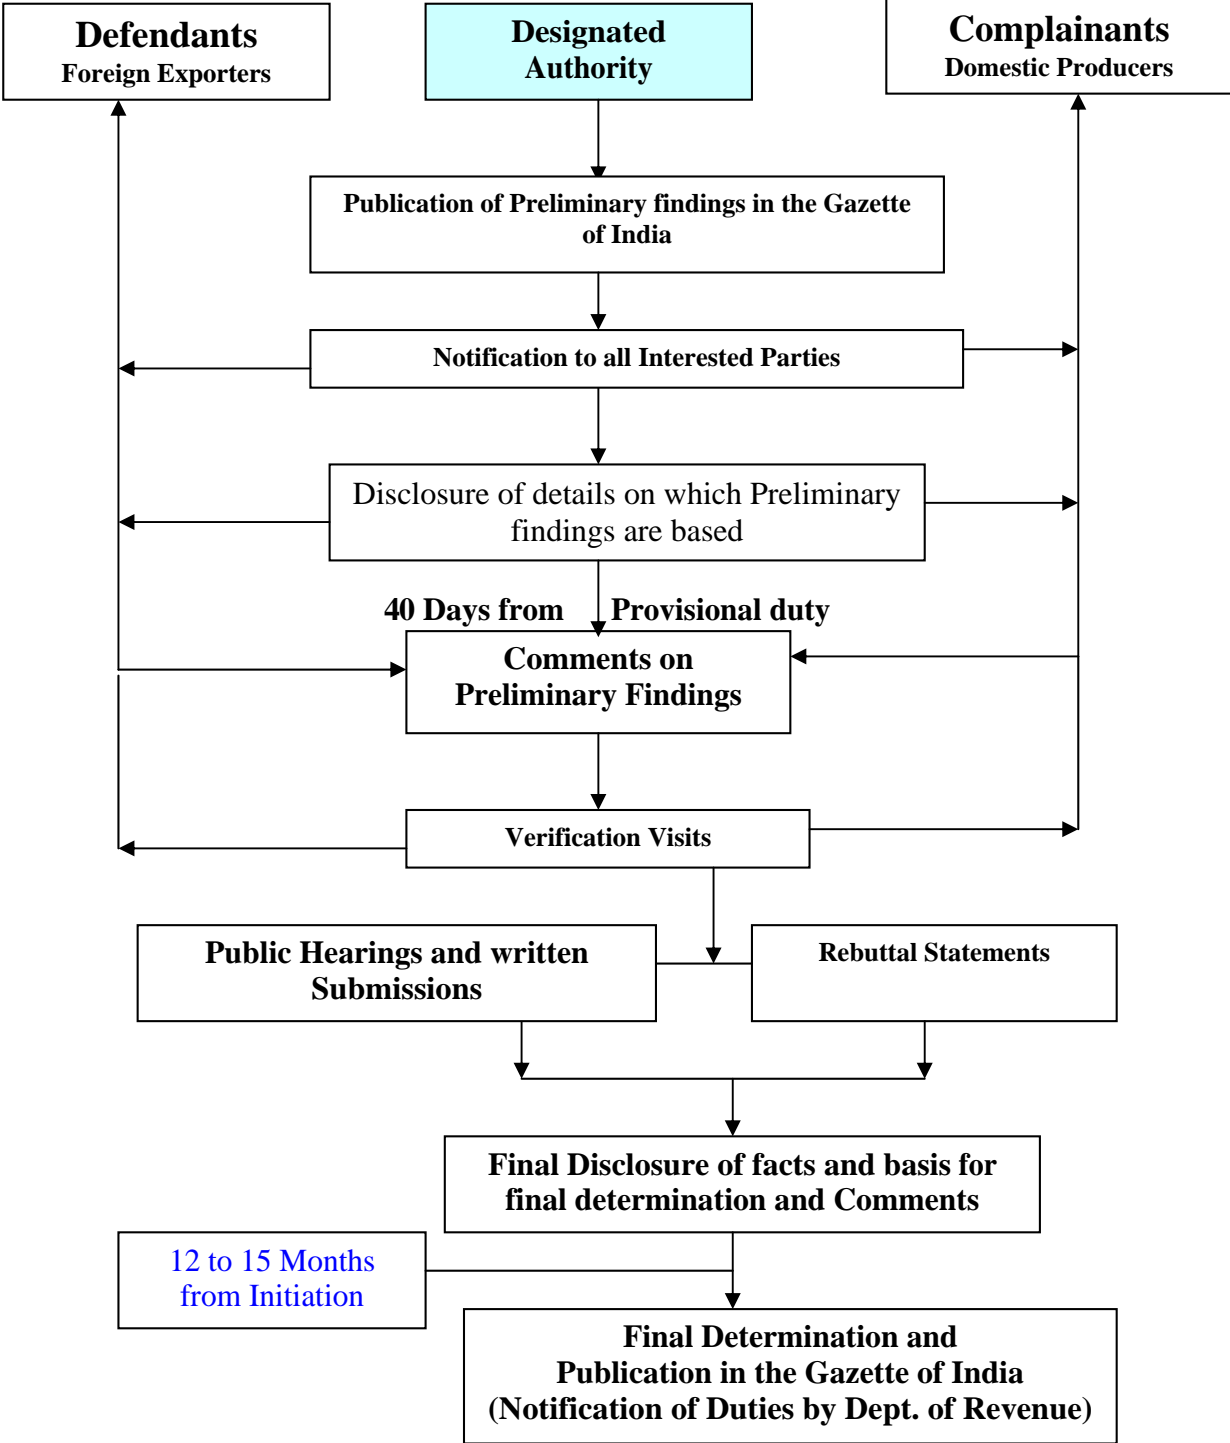 Defendants
Foreign Exporters
Designated
Authority
Complainants
Domestic Producers
Publication of Preliminary findings in the Gazette
of India
Notification to all Interested Parties
Disclosure of details on which Preliminary
findings are based
40 Days from Provisional duty
Comments on
Preliminary Findings
Verification Visits
Public Hearings and written
Submissions
Rebuttal Statements
Final Disclosure of facts and basis for
final determination and Comments
12 to 15 Months
from Initiation
Final Determination and
Publication in the Gazette of India
(Notification of Duties by Dept. of Revenue)